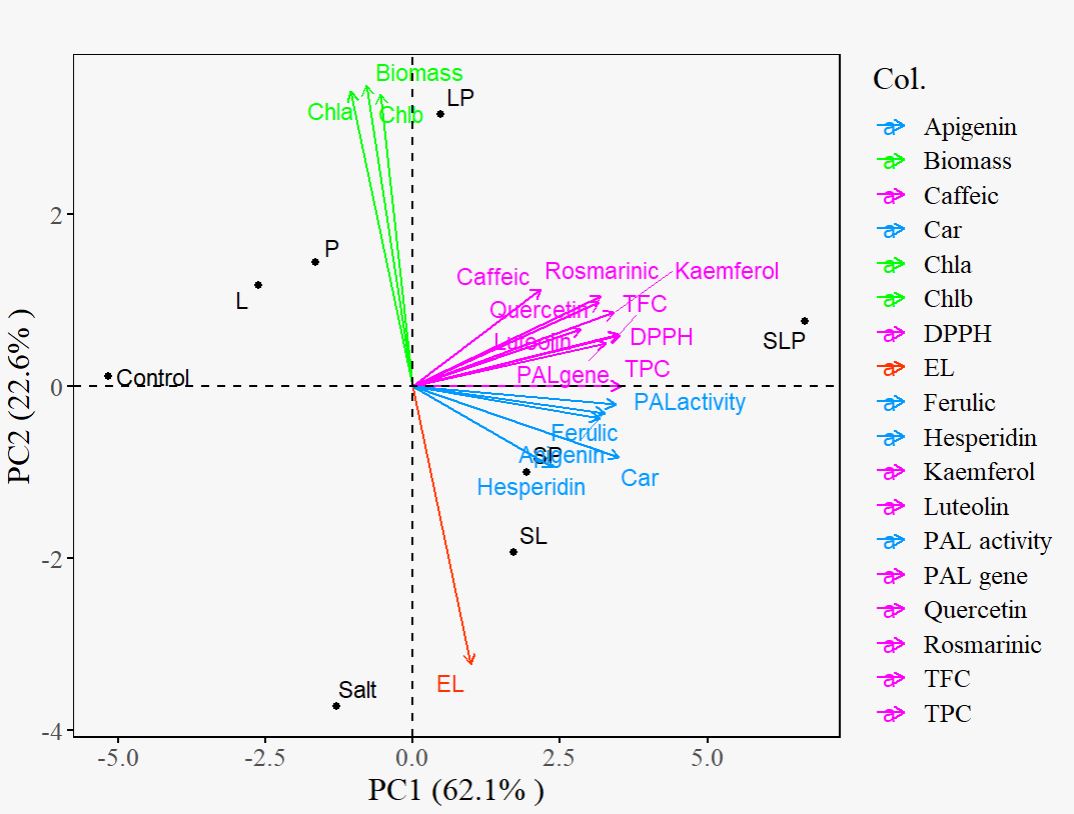 Biomass
Chla
Chlb
LP
Col.
a Apigenin
a Biomass
a Caffeic
a Car
a Chla
a Chlb
a DPPH
a EL
a Ferulic
a Hesperidin
a Kaemferol
a Luteolin
a PAL activity
a PAL gene
a Quercetin
a Rosmarinic
a TFC
a TPC
2
P
L
Caffeic
Rosmarinic
Kaemferol
Quercetin
TFC
Luteolin
DPPH
SLP
PALgene
TPC
0
Control
PALactivity
Ferulic
Apigenin
SP
Car
Hesperidin
SL
-2
EL
Salt
-4
-5.0
-2.5
0.0
2.5
5.0
PC1 (62.1% )
PC2 (22.6% )